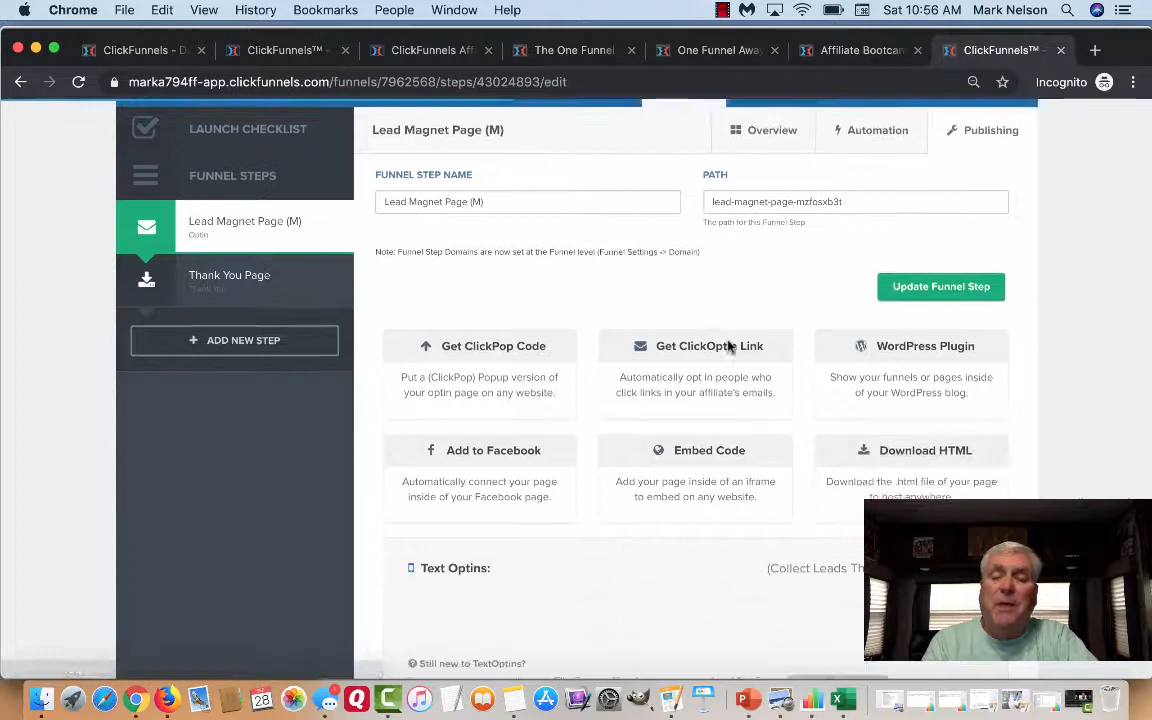 Chrome File Edit View History Bookmarks People Window Help Sat 10:56 AM Mark Nelson
ClickFunnels - D
ClickFunnels™ -
ClickFunnels Aff
The One Funnel
One Funnel Away
Affiliate Bootcam
ClickFunnels™ -
marka794ff-app.clickfunnels.com/funnels/7962568/steps/43024893/edit
Incognito
LAUNCH CHECKLIST
FUNNEL STEPS
Lead Magnet Page (M)
Optin
Thank You Page
Thank You
ADD NEW STEP
Lead Magnet Page (M)
Overview
Automation
Publishing
FUNNEL STEP NAME
PATH
Lead Magnet Page (M)
lead-magnet-page-mzfosxb3t
The path for this Funnel Step
Note: Funnel Step Domains are now set at the Funnel level (Funnel Settings -> Domain)
Update Funnel Step
Get ClickPop Code
Put a (ClickPop) Popup version of
your optin page on any website.
Get ClickOptin Link
Automatically opt in people who
click links in your affiliate's emails.
WordPress Plugin
Show your funnels or pages inside
of your WordPress blog.
Add to Facebook
Automatically connect your page
inside of your Facebook page.
Embed Code
Add your page inside of an iframe
to embed on any website.
Download HTML
Download the .html file of your page
to host anywhere.
Text Optins:
(Collect Leads Th
Still new to TextOptins?
SEP
28